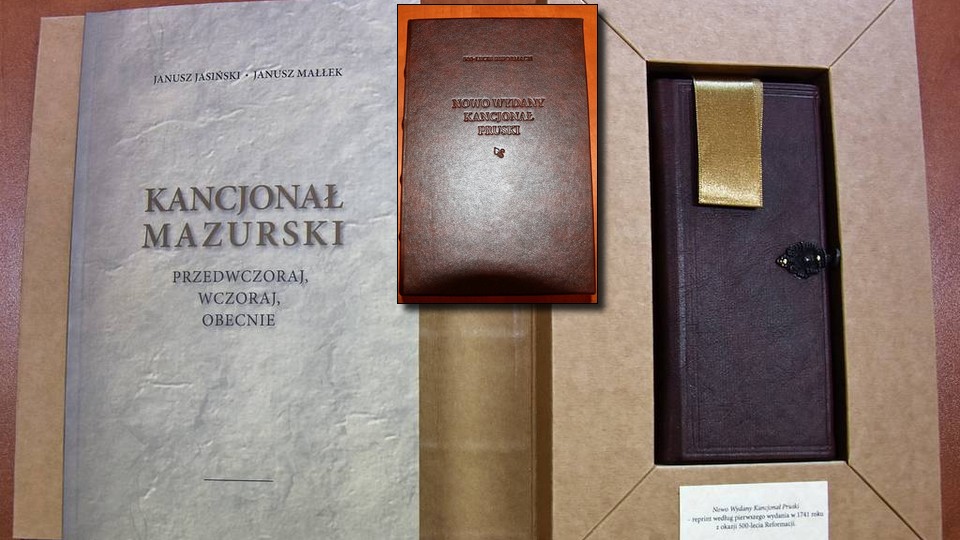 JANUSZ JASIŃSKI • JANUSZ MAŁŁEK
KANCJONAŁ
MAZURSKI
PRZEDWCZORAJ,
WCZORAJ,
OBECNIE
NOWO WYDANY
KANCJONAŁ
PRUSKI
Nowo Wydany Kancjonał Pruski
– reprint według pierwszego wydania w 1741 roku
z okazji 500-lecia Reformacji